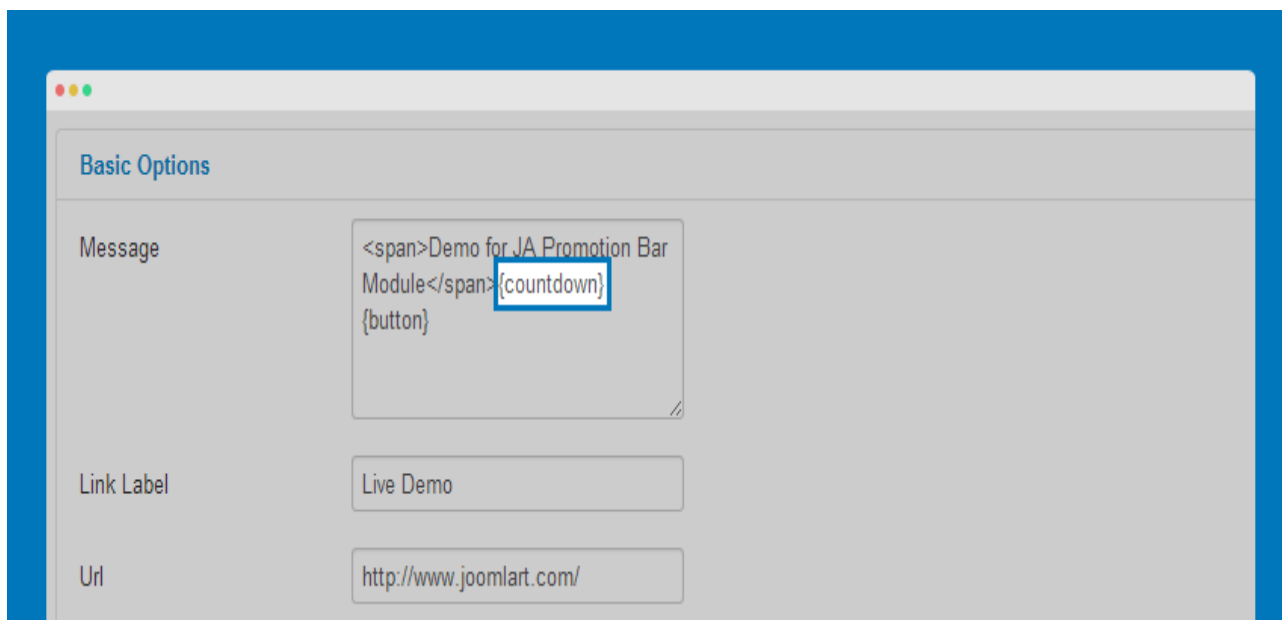 Basic Options
Message
<span>Demo for JA Promotion Bar
Module</span>{countdown}
{button}
Link Label
Live Demo
Url
http://www.joomlart.com/